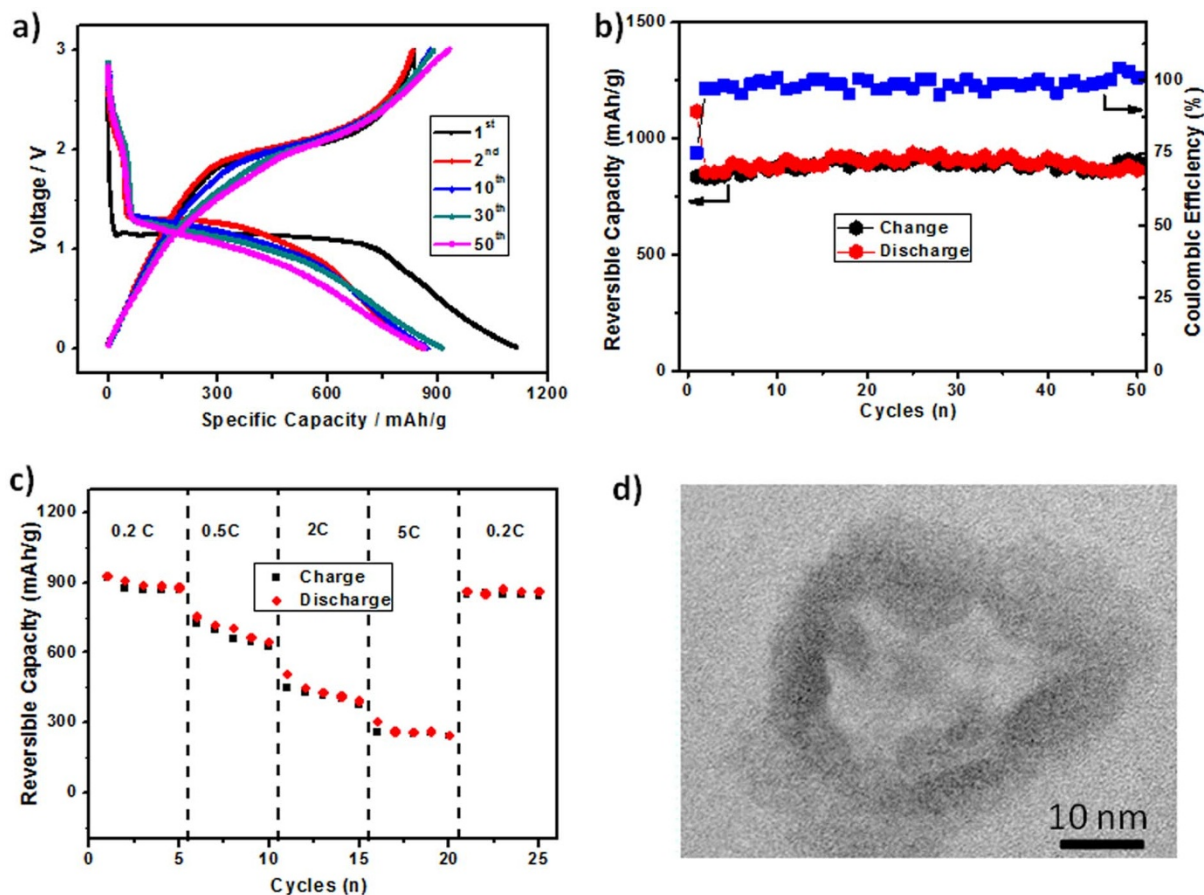 a)
3
2
1
0
Voltage / V
0 300 600 900 1200
Specific Capacity / mAh/g
1st
2nd
10th
30th
50th
b)
1500
1250
1000
750
500
250
0
Reversible Capacity (mAh/g)
100
75
50
25
0
Coulombic Efficiency (%)
Change
Discharge
0 10 20 30 40 50
Cycles (n)
c)
1200
900
600
300
0
Reversible Capacity (mAh/g)
0.2 C 0.5C 2C 5C 0.2C
Charge
Discharge
0 5 10 15 20 25
Cycles (n)
d)
10 nm